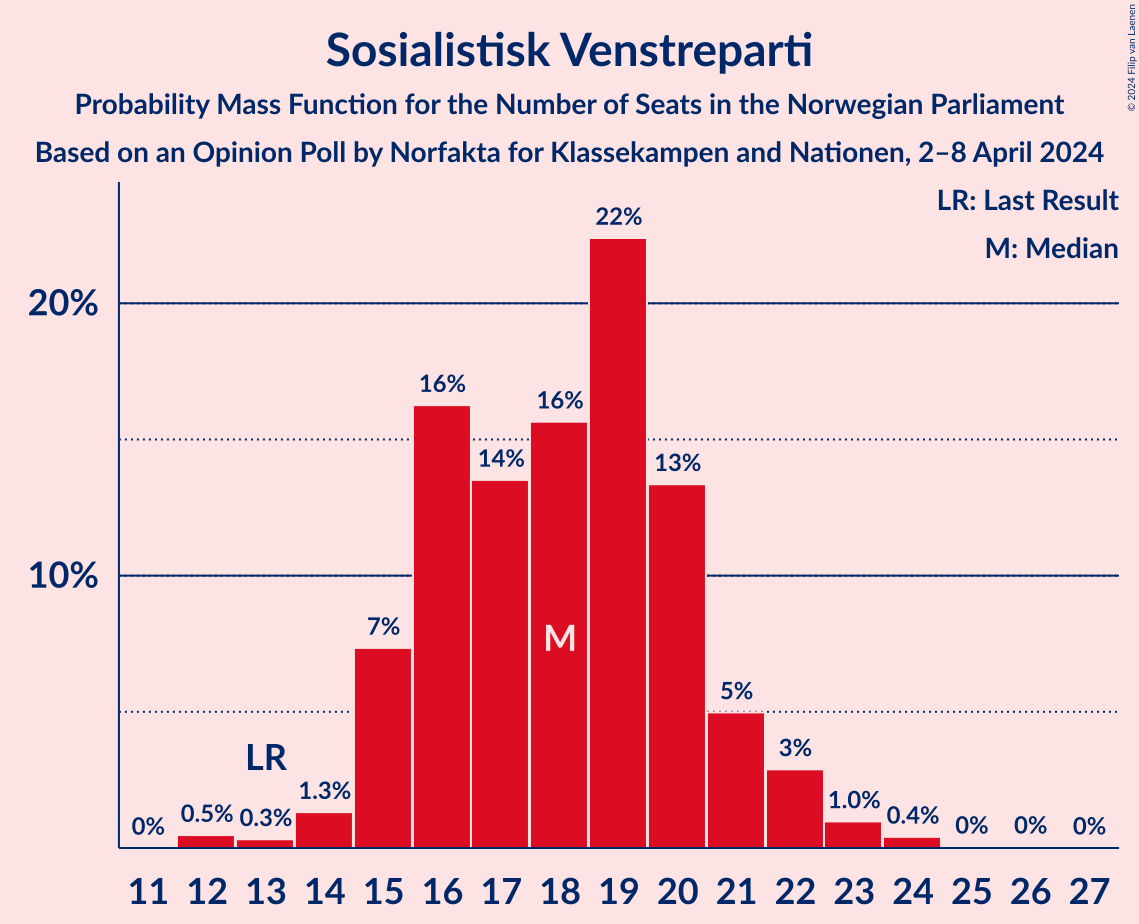 © 2024 Filip van Laenen
Sosialistisk Venstreparti
Probability Mass Function for the Number of Seats in the Norwegian Parliament
Based on an Opinion Poll by Norfakta for Klassekampen and Nationen, 2–8 April 2024
LR: Last Result
M: Median
20%
10%
0% 0.5% 0.3% 1.3% 7% 16% 14% 16% 22% 13% 5% 3% 1.0% 0.4% 0% 0% 0%
LR
M
11 12 13 14 15 16 17 18 19 20 21 22 23 24 25 26 27